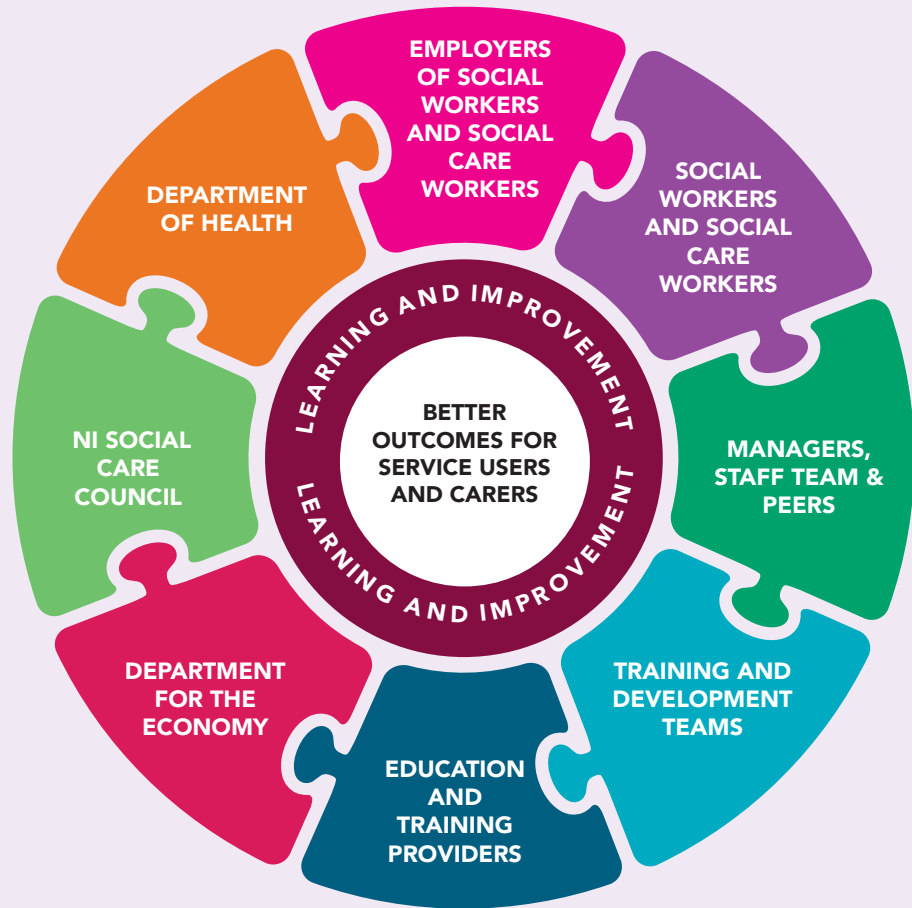 EMPLOYERS
OF SOCIAL
WORKERS
AND SOCIAL
CARE
WORKERS
SOCIAL
WORKERS
AND SOCIAL
CARE
WORKERS
MANAGERS,
STAFF TEAM &
PEERS
TRAINING AND
DEVELOPMENT
TEAMS
EDUCATION
AND
TRAINING
PROVIDERS
DEPARTMENT
FOR THE
ECONOMY
NI SOCIAL
CARE
COUNCIL
DEPARTMENT
OF HEALTH
LEARNING AND IMPROVEMENT
BETTER
OUTCOMES FOR
SERVICE USERS
AND CARERS
LEARNING AND IMPROVEMENT